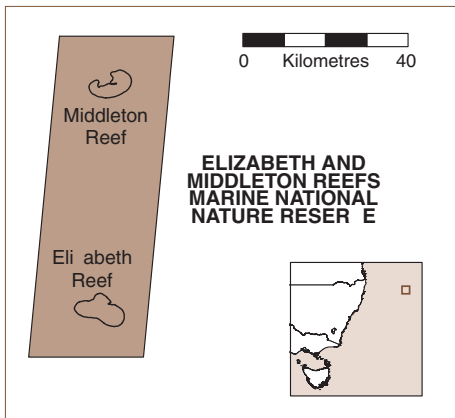 0 Kilometres 40
Middleton
Reef
ELIZABETH AND
MIDDLETON REEFS
MARINE NATIONAL
NATURE RESER E
Eli abeth
Reef